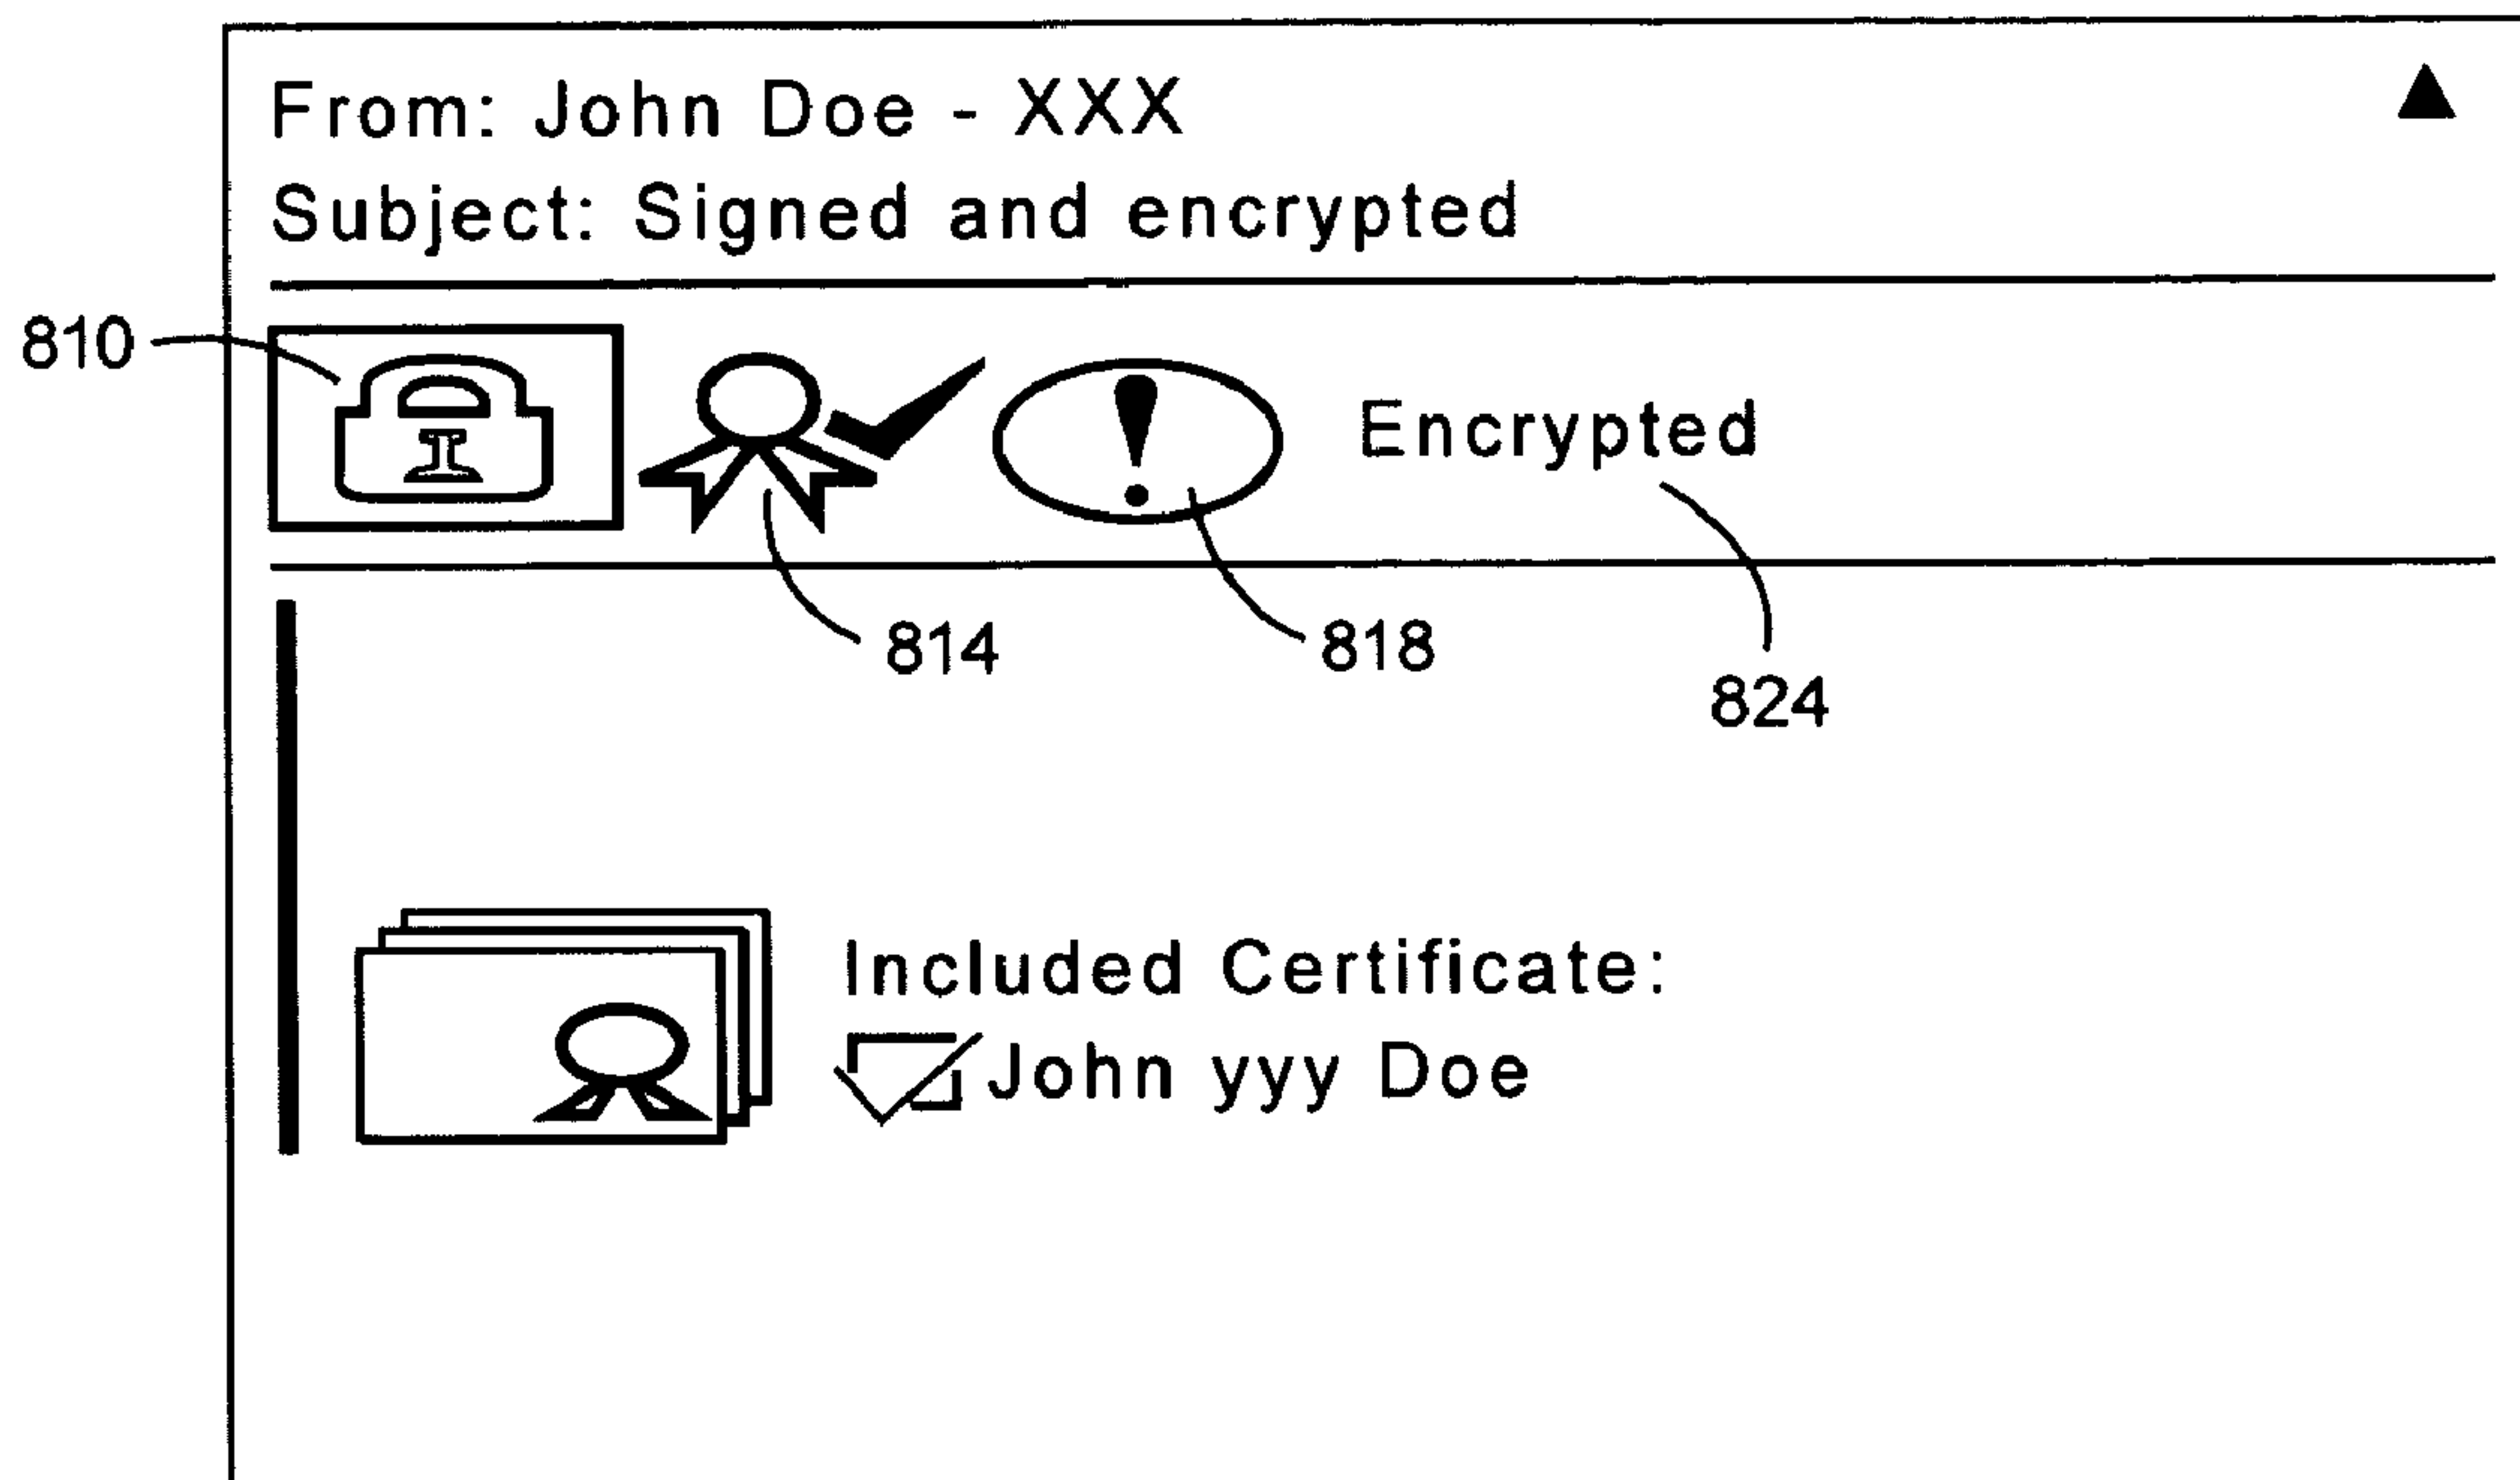 From: John Doe - XXX
Subject: Signed and encrypted
810
Encrypted
814
818
824
Included Certificate:
John yyy Doe